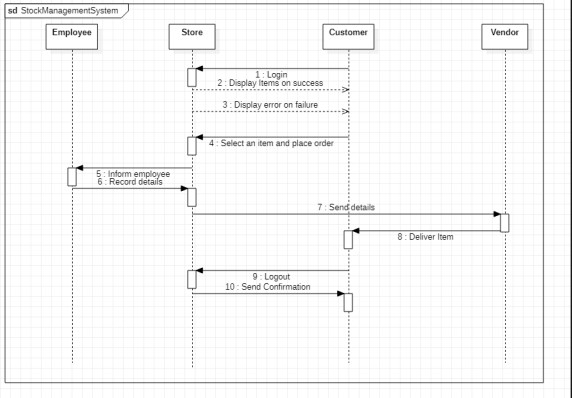 sd StockManagementSystem
Employee Store Customer Vendor
1 : Login
2 : Display Items on success
3 : Display error on failure
4 : Select an item and place order
5 : Inform employee
6 : Record details
7 : Send details
8 : Deliver Item
9 : Logout
10 : Send Confirmation